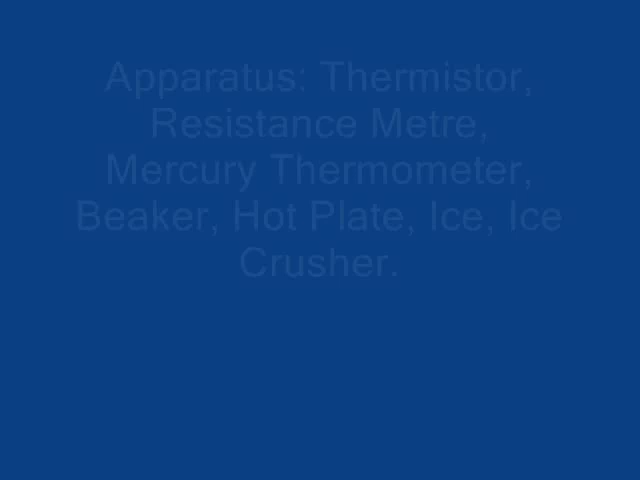 Apparatus: Thermistor,
Resistance Metre,
Mercury Thermometer,
Beaker, Hot Plate, Ice, Ice
Crusher.